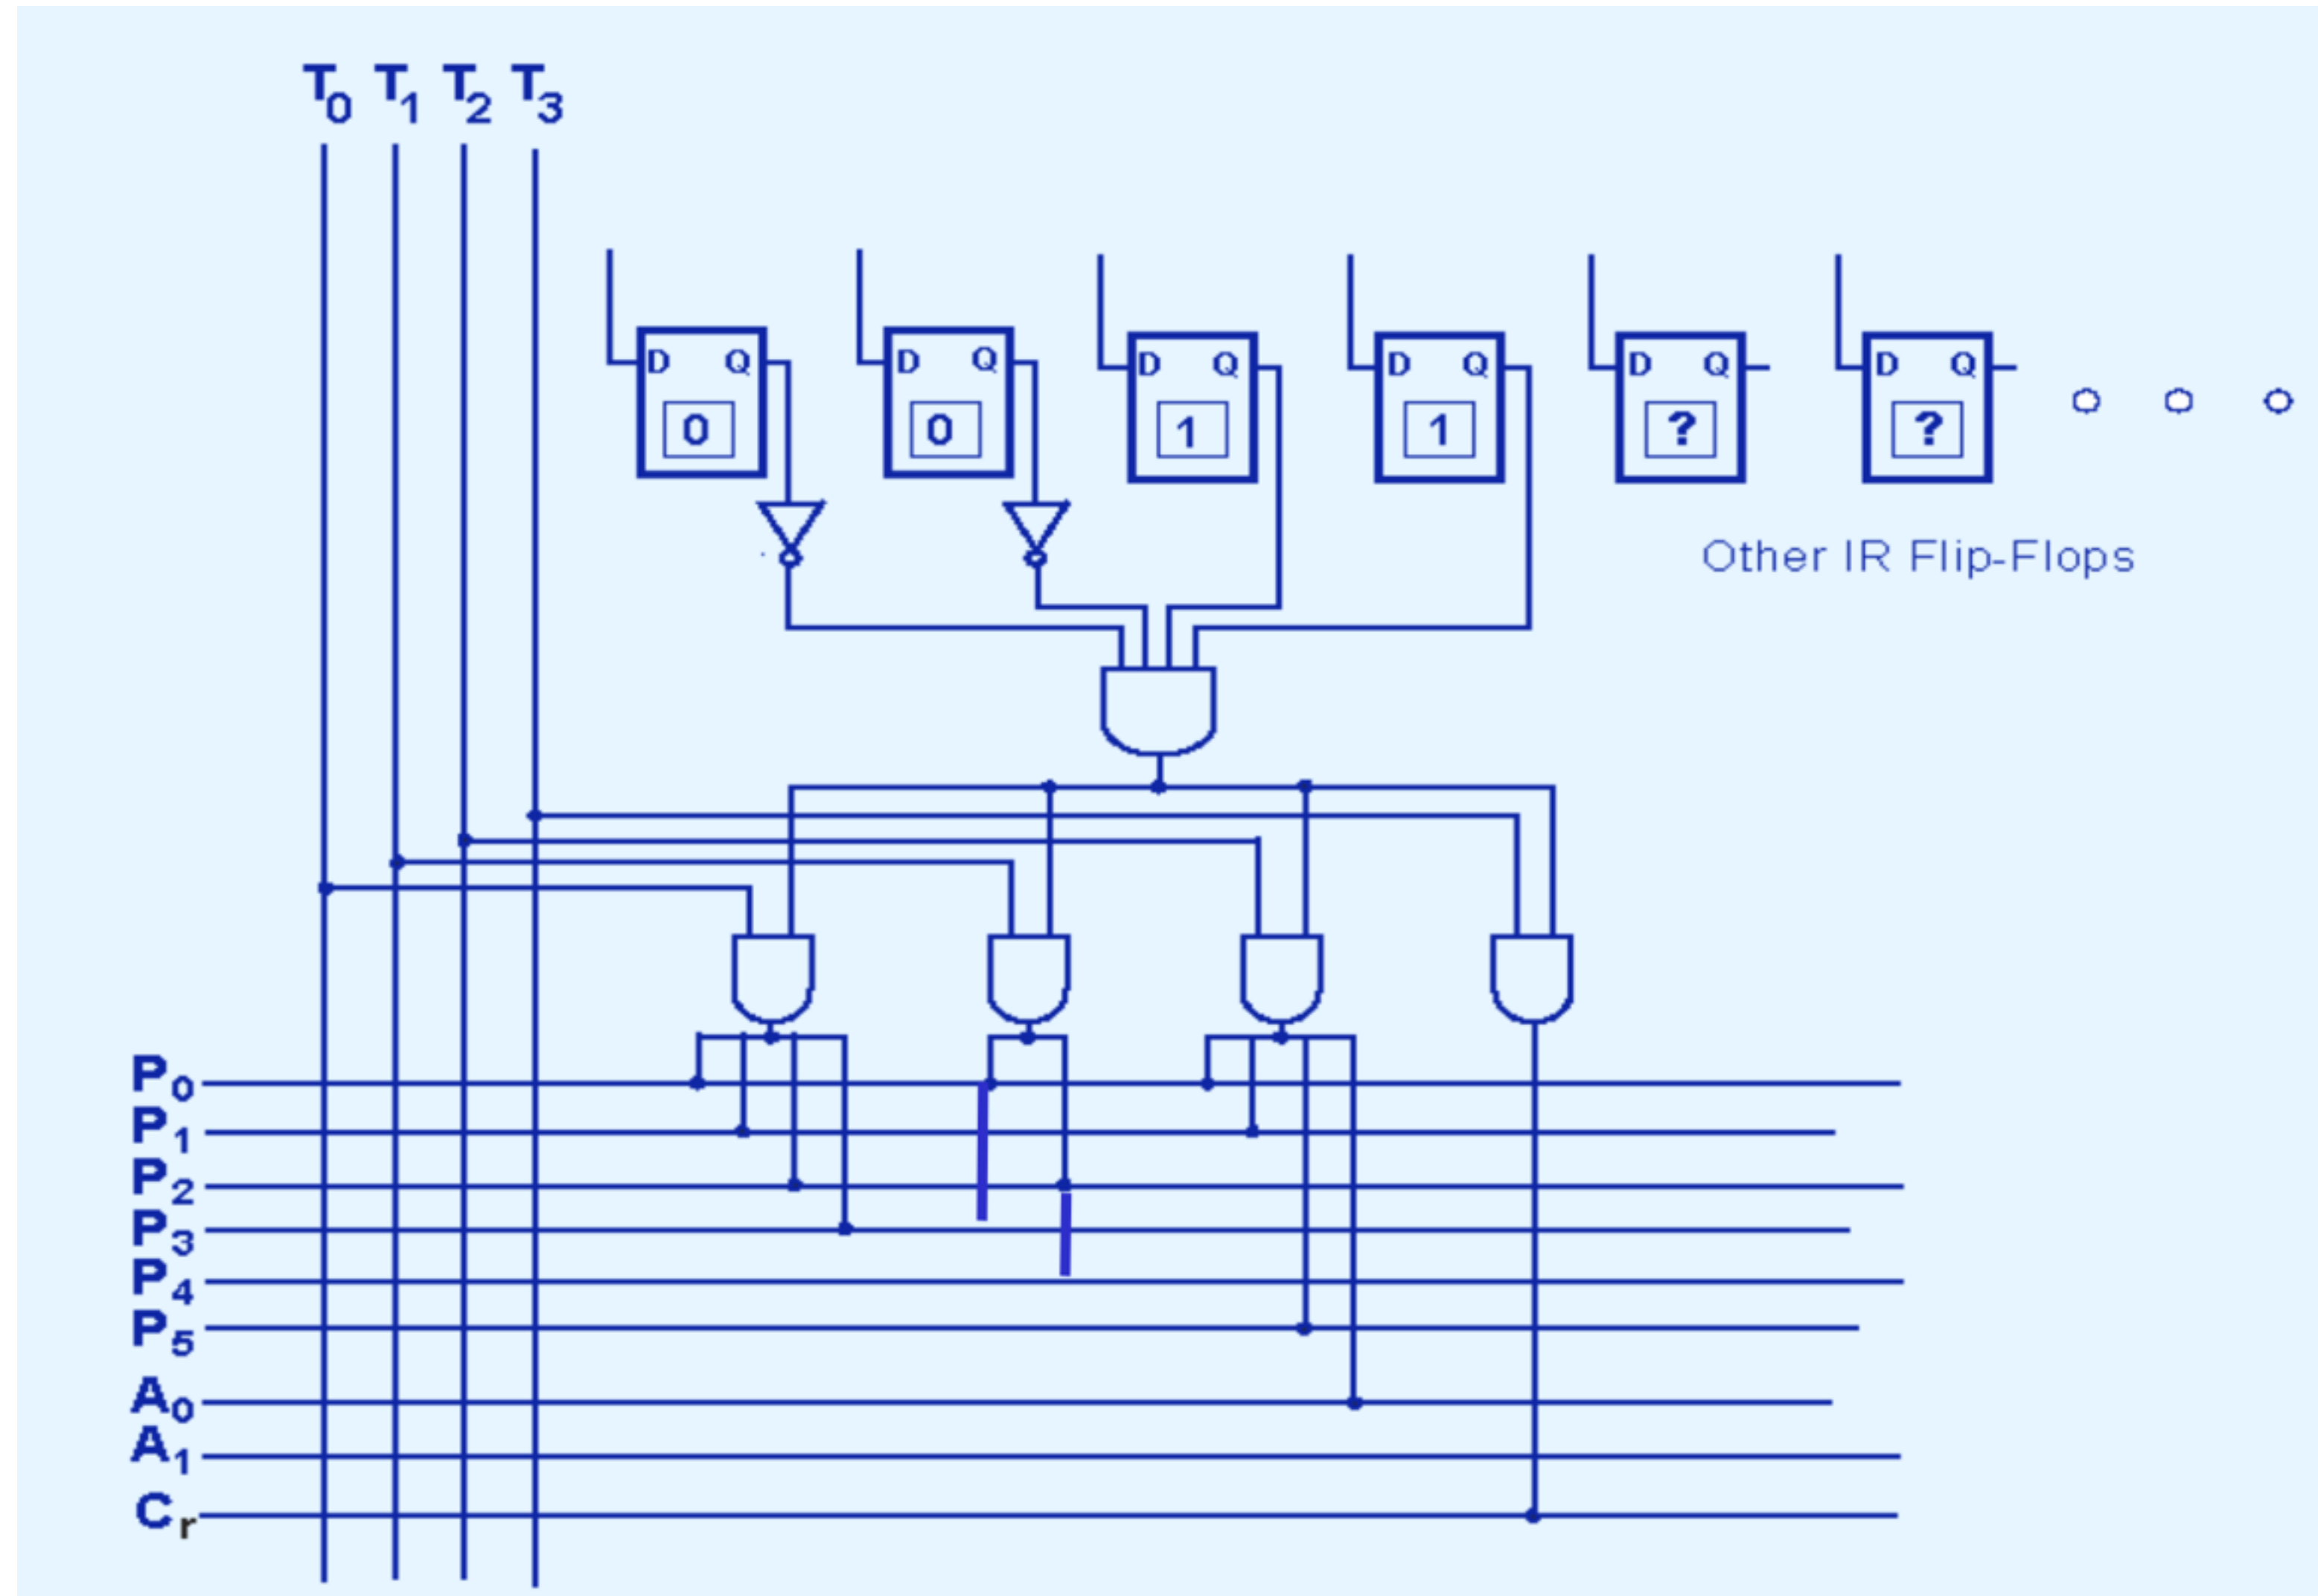 T0 T1 T2 T3
D Q D Q D Q D Q D Q D Q
0 0 1 1 ? ?
Other IR Flip-Flops
P0
P1
P2
P3
P4
P5
A0
A1
Cr